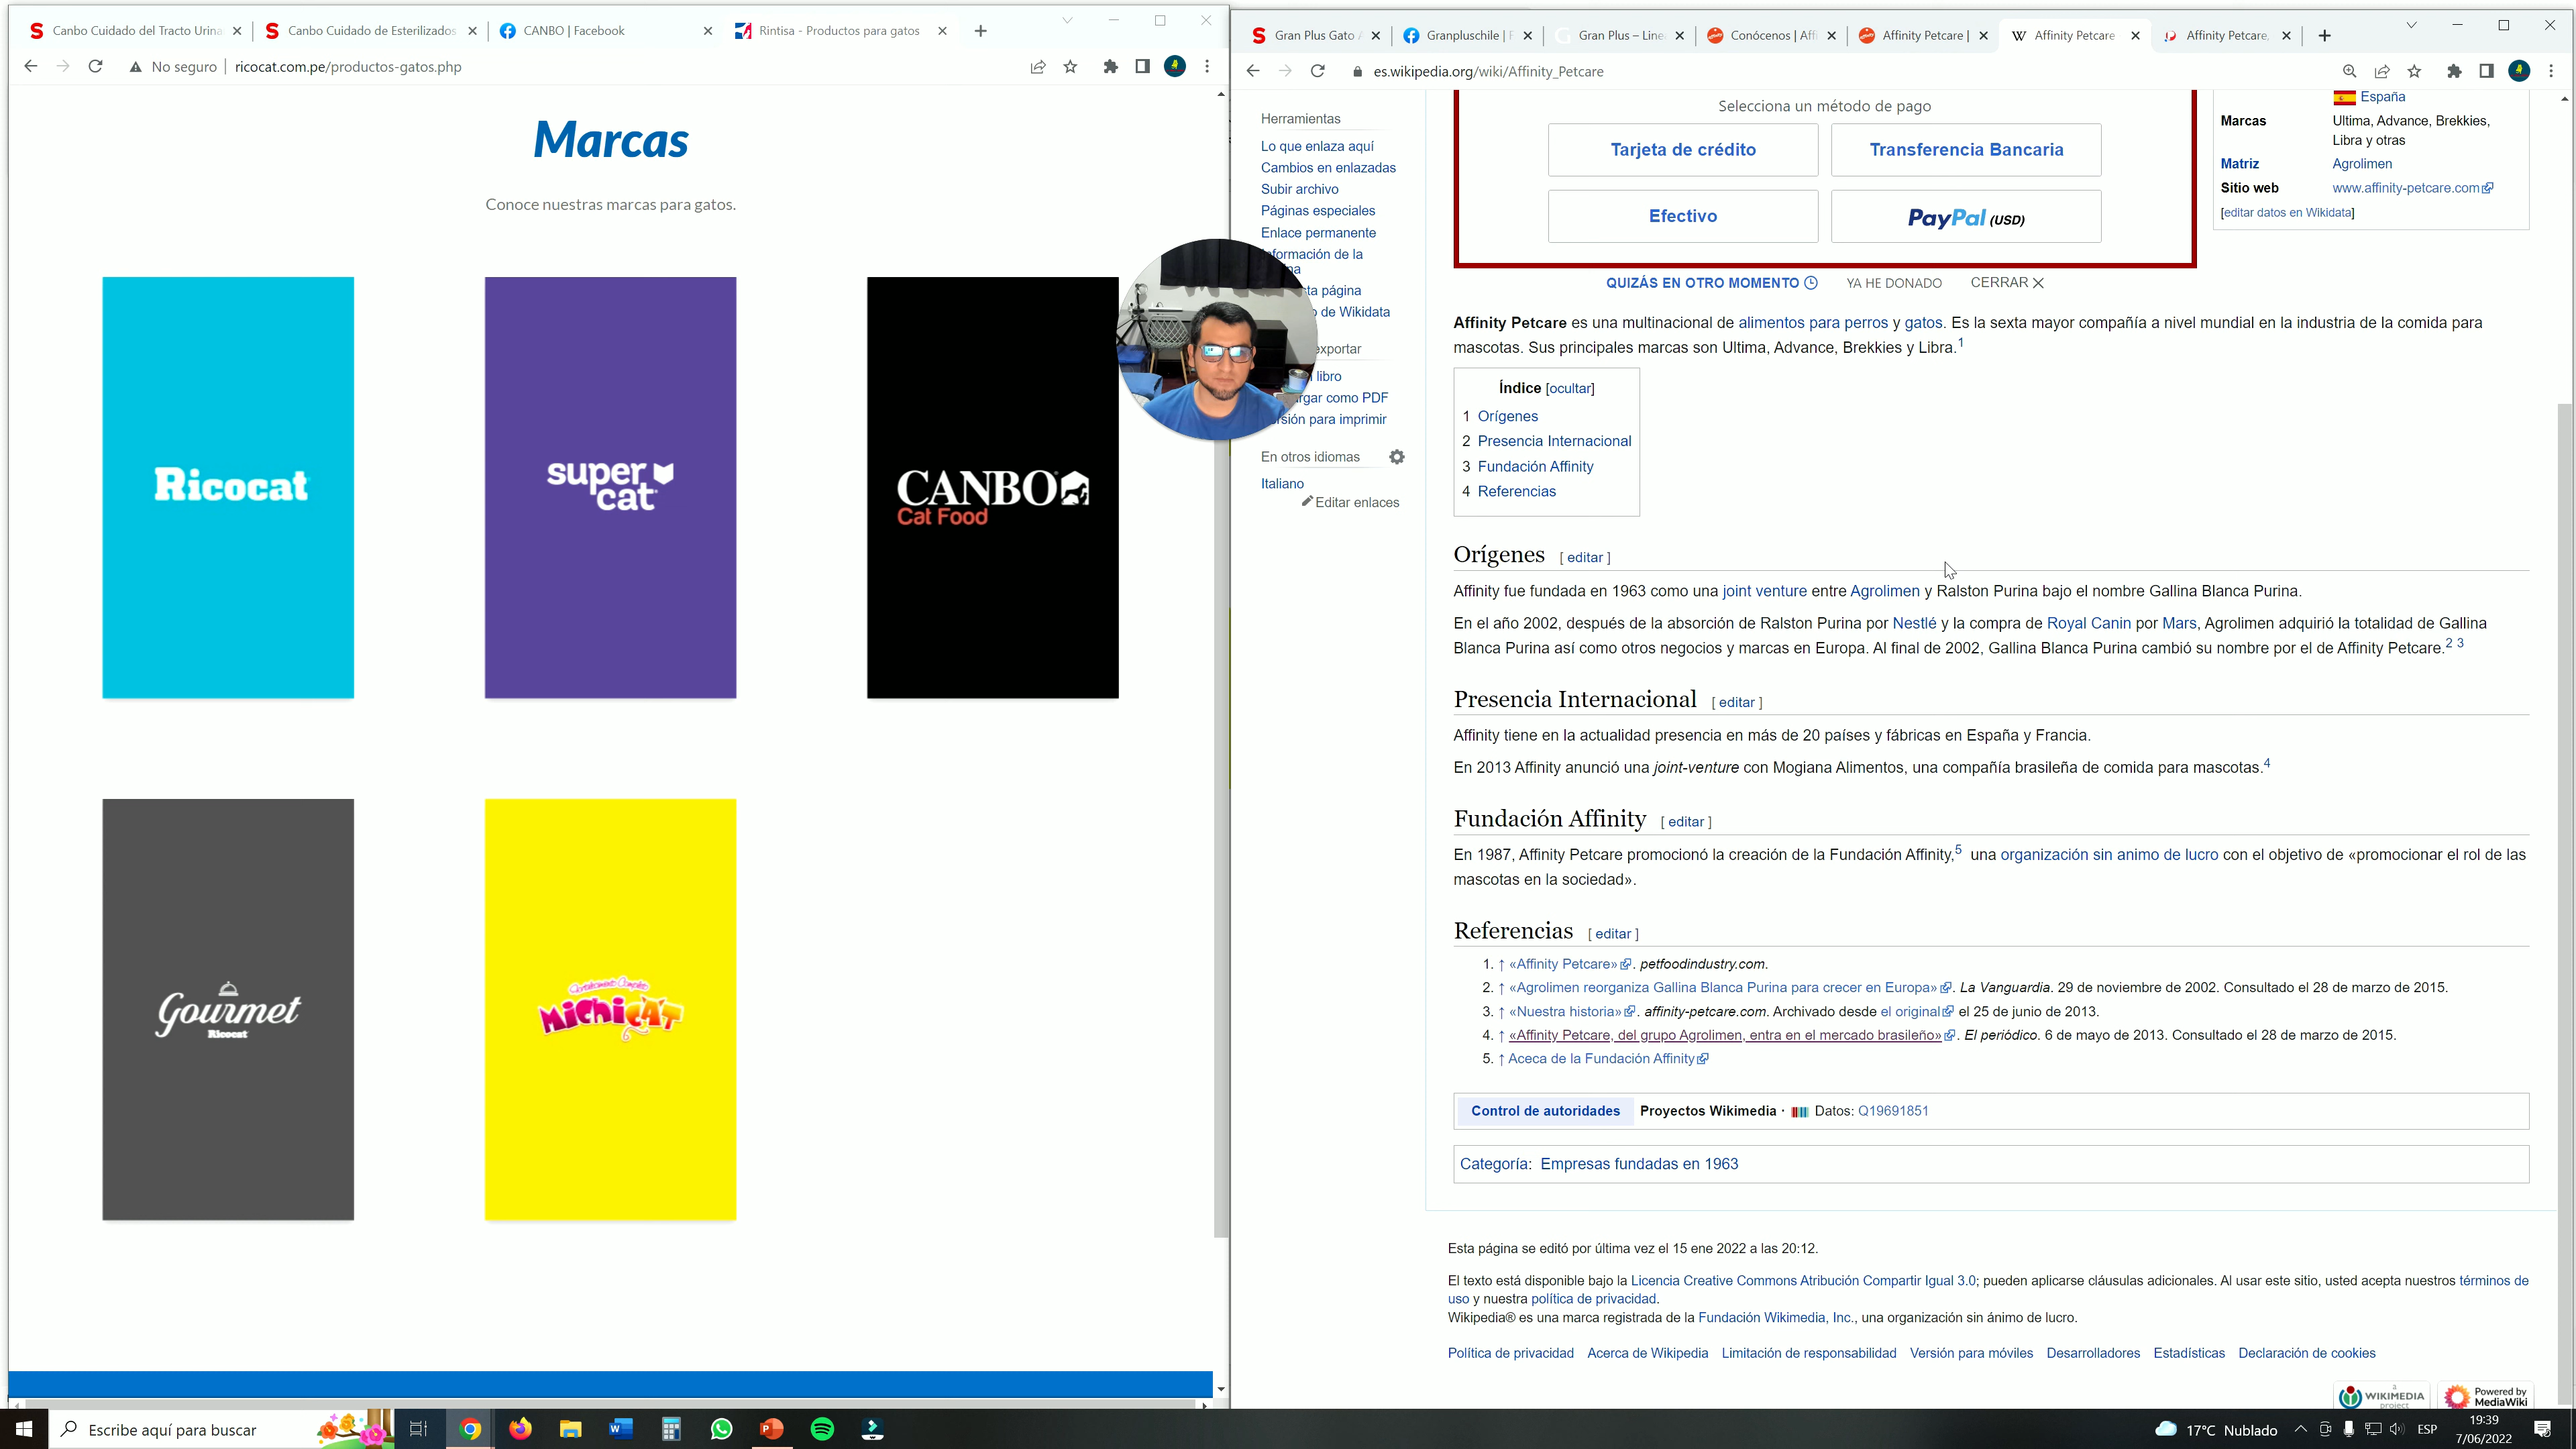 Canbo Cuidado del Tracto Urina
Canbo Cuidado de Esterilizados
CANBO | Facebook
Rintisa - Productos para gatos
No seguro
ricocat.com.pe/productos-gatos.php
Marcas
Conoce nuestras marcas para gatos.
Ricocat
super cat
CANBO
Cat Food
Gourmet
Ricocat
MichiCAT
Gran Plus Gato
Granpluschile |
Gran Plus – Line
Conócenos | Affi
Affinity Petcare |
Affinity Petcare
Affinity Petcare,
es.wikipedia.org/wiki/Affinity_Petcare
Herramientas
Lo que enlaza aquí
Cambios en enlazadas
Subir archivo
Páginas especiales
Enlace permanente
formación de la
ta página
de Wikidata
exportar
libro
rgar como PDF
rsión para imprimir
En otros idiomas
Italiano
Editar enlaces
Selecciona un método de pago
Tarjeta de crédito
Transferencia Bancaria
Efectivo
PayPal (USD)
QUIZÁS EN OTRO MOMENTO
YA HE DONADO
CERRAR
España
Marcas Ultima, Advance, Brekkies,
Libra y otras
Matriz Agrolimen
Sitio web www.affinity-petcare.com
[editar datos en Wikidata]
Affinity Petcare es una multinacional de alimentos para perros y gatos. Es la sexta mayor compañía a nivel mundial en la industria de la comida para
mascotas. Sus principales marcas son Ultima, Advance, Brekkies y Libra.1
Índice [ocultar]
1 Orígenes
2 Presencia Internacional
3 Fundación Affinity
4 Referencias
Orígenes [ editar ]
Affinity fue fundada en 1963 como una joint venture entre Agrolimen y Ralston Purina bajo el nombre Gallina Blanca Purina.
En el año 2002, después de la absorción de Ralston Purina por Nestlé y la compra de Royal Canin por Mars, Agrolimen adquirió la totalidad de Gallina
Blanca Purina así como otros negocios y marcas en Europa. Al final de 2002, Gallina Blanca Purina cambió su nombre por el de Affinity Petcare.2 3
Presencia Internacional [ editar ]
Affinity tiene en la actualidad presencia en más de 20 países y fábricas en España y Francia.
En 2013 Affinity anunció una joint-venture con Mogiana Alimentos, una compañía brasileña de comida para mascotas.4
Fundación Affinity [ editar ]
En 1987, Affinity Petcare promocionó la creación de la Fundación Affinity,5 una organización sin animo de lucro con el objetivo de «promocionar el rol de las
mascotas en la sociedad».
Referencias [ editar ]
1. ↑ «Affinity Petcare». petfoodindustry.com.
2. ↑ «Agrolimen reorganiza Gallina Blanca Purina para crecer en Europa». La Vanguardia. 29 de noviembre de 2002. Consultado el 28 de marzo de 2015.
3. ↑ «Nuestra historia». affinity-petcare.com. Archivado desde el original el 25 de junio de 2013.
4. ↑ «Affinity Petcare, del grupo Agrolimen, entra en el mercado brasileño». El periódico. 6 de mayo de 2013. Consultado el 28 de marzo de 2015.
5. ↑ Aceca de la Fundación Affinity
Control de autoridades Proyectos Wikimedia · Datos: Q19691851
Categoría: Empresas fundadas en 1963
Esta página se editó por última vez el 15 ene 2022 a las 20:12.
El texto está disponible bajo la Licencia Creative Commons Atribución Compartir Igual 3.0; pueden aplicarse cláusulas adicionales. Al usar este sitio, usted acepta nuestros términos de
uso y nuestra política de privacidad.
Wikipedia® es una marca registrada de la Fundación Wikimedia, Inc., una organización sin ánimo de lucro.
Política de privacidad Acerca de Wikipedia Limitación de responsabilidad Versión para móviles Desarrolladores Estadísticas Declaración de cookies
a
WIKIMEDIA
project
Powered by
MediaWiki
Escribe aquí para buscar
17°C Nublado
ESP
19:39
7/06/2022